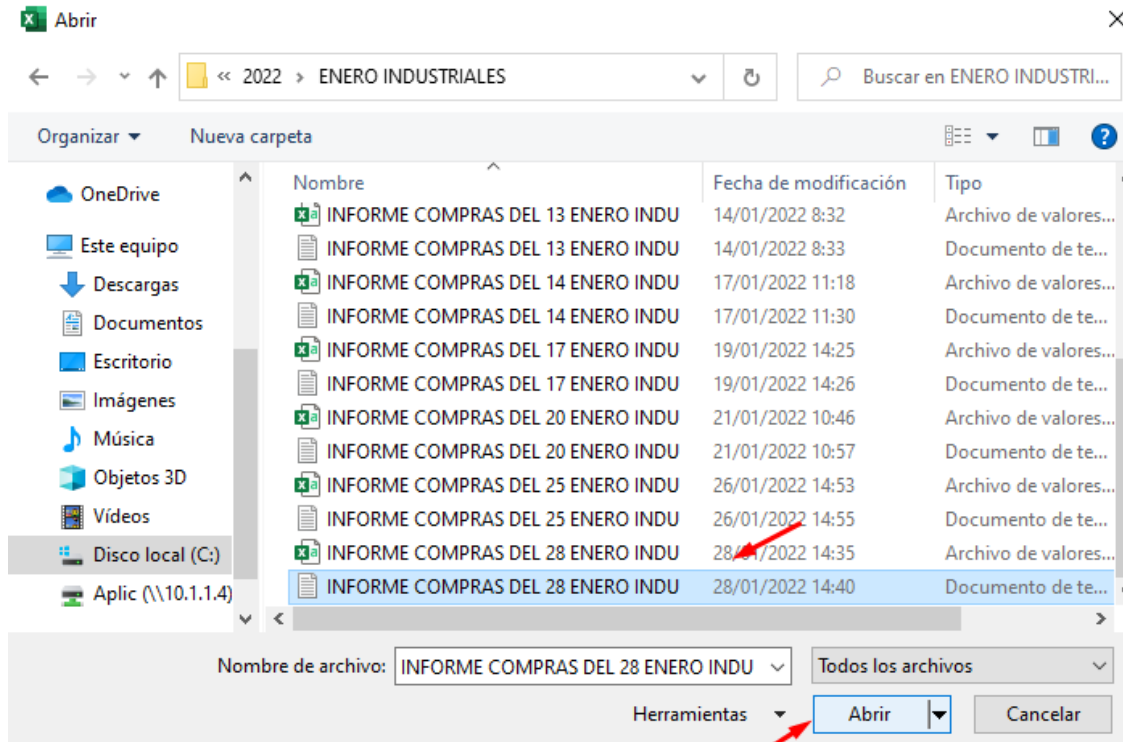 Abrir
« 2022 > ENERO INDUSTRIALES
Buscar en ENERO INDUSTRI...
Organizar Nueva carpeta
?
OneDrive
Este equipo
Descargas
Documentos
Escritorio
Imágenes
Música
Objetos 3D
Vídeos
Disco local (C:)
Aplic (\\10.1.1.4)
Nombre Fecha de modificación Tipo
INFORME COMPRAS DEL 13 ENERO INDU 14/01/2022 8:32 Archivo de valores...
INFORME COMPRAS DEL 13 ENERO INDU 14/01/2022 8:33 Documento de te...
INFORME COMPRAS DEL 14 ENERO INDU 17/01/2022 11:18 Archivo de valores...
INFORME COMPRAS DEL 14 ENERO INDU 17/01/2022 11:30 Documento de te...
INFORME COMPRAS DEL 17 ENERO INDU 19/01/2022 14:25 Archivo de valores...
INFORME COMPRAS DEL 17 ENERO INDU 19/01/2022 14:26 Documento de te...
INFORME COMPRAS DEL 20 ENERO INDU 21/01/2022 10:46 Archivo de valores...
INFORME COMPRAS DEL 20 ENERO INDU 21/01/2022 10:57 Documento de te...
INFORME COMPRAS DEL 25 ENERO INDU 26/01/2022 14:53 Archivo de valores...
INFORME COMPRAS DEL 25 ENERO INDU 26/01/2022 14:55 Documento de te...
INFORME COMPRAS DEL 28 ENERO INDU 28/01/2022 14:35 Archivo de valores...
INFORME COMPRAS DEL 28 ENERO INDU 28/01/2022 14:40 Documento de te...
Nombre de archivo: INFORME COMPRAS DEL 28 ENERO INDU Todos los archivos
Herramientas Abrir Cancelar